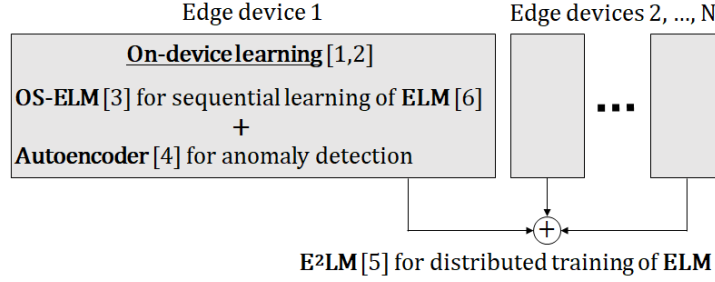 Edge device 1
Edge devices 2, ..., N
On-device learning [1,2]
OS-ELM [3] for sequential learning of ELM [6]
+
Autoencoder [4] for anomaly detection
+
E²LM [5] for distributed training of ELM